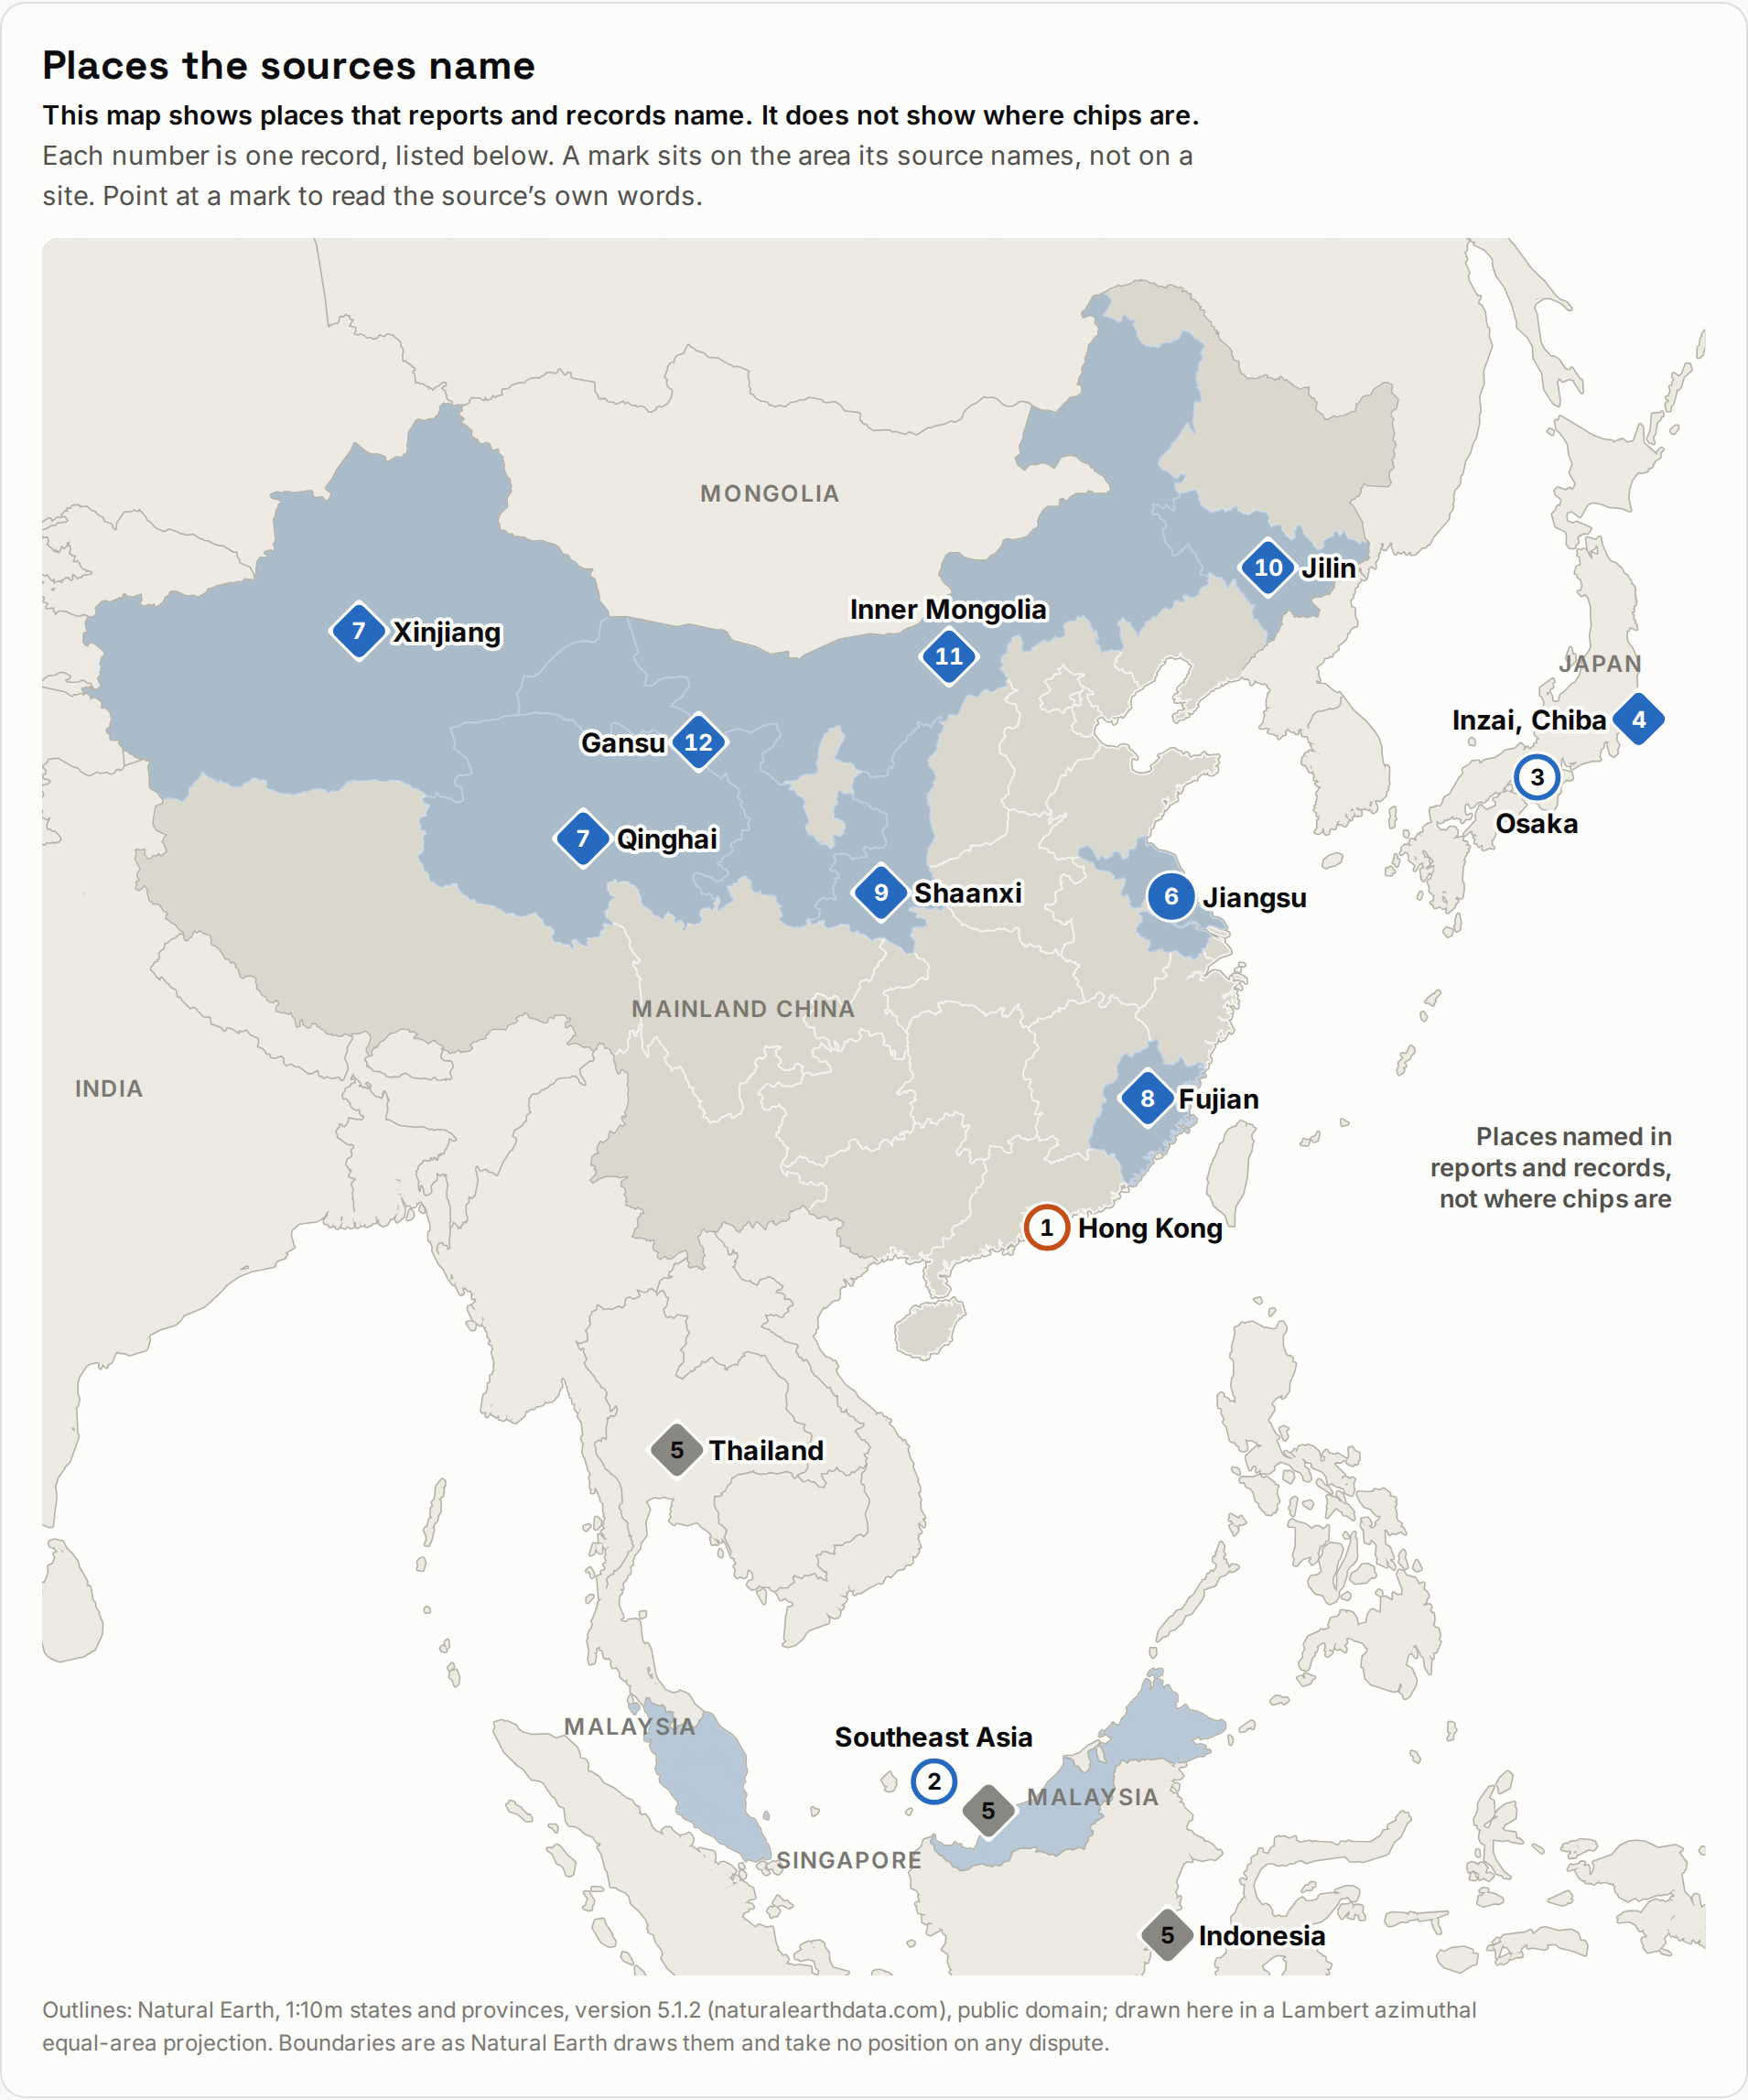 Places the sources name
This map shows places that reports and records name. It does not show where chips are.
Each number is one record, listed below. A mark sits on the area its source names, not on a
site. Point at a mark to read the source’s own words.
MONGOLIA
10 Jilin
Inner Mongolia
7 Xinjiang
11
JAPAN
Inzai, Chiba 4
Gansu 12
3
Osaka
7 Qinghai
9 Shaanxi
6 Jiangsu
MAINLAND CHINA
INDIA
8 Fujian
Places named in
reports and records,
not where chips are
1 Hong Kong
5 Thailand
MALAYSIA
Southeast Asia
2
5
MALAYSIA
SINGAPORE
5 Indonesia
Outlines: Natural Earth, 1:10m states and provinces, version 5.1.2 (naturalearthdata.com), public domain; drawn here in a Lambert azimuthal
equal-area projection. Boundaries are as Natural Earth draws them and take no position on any dispute.